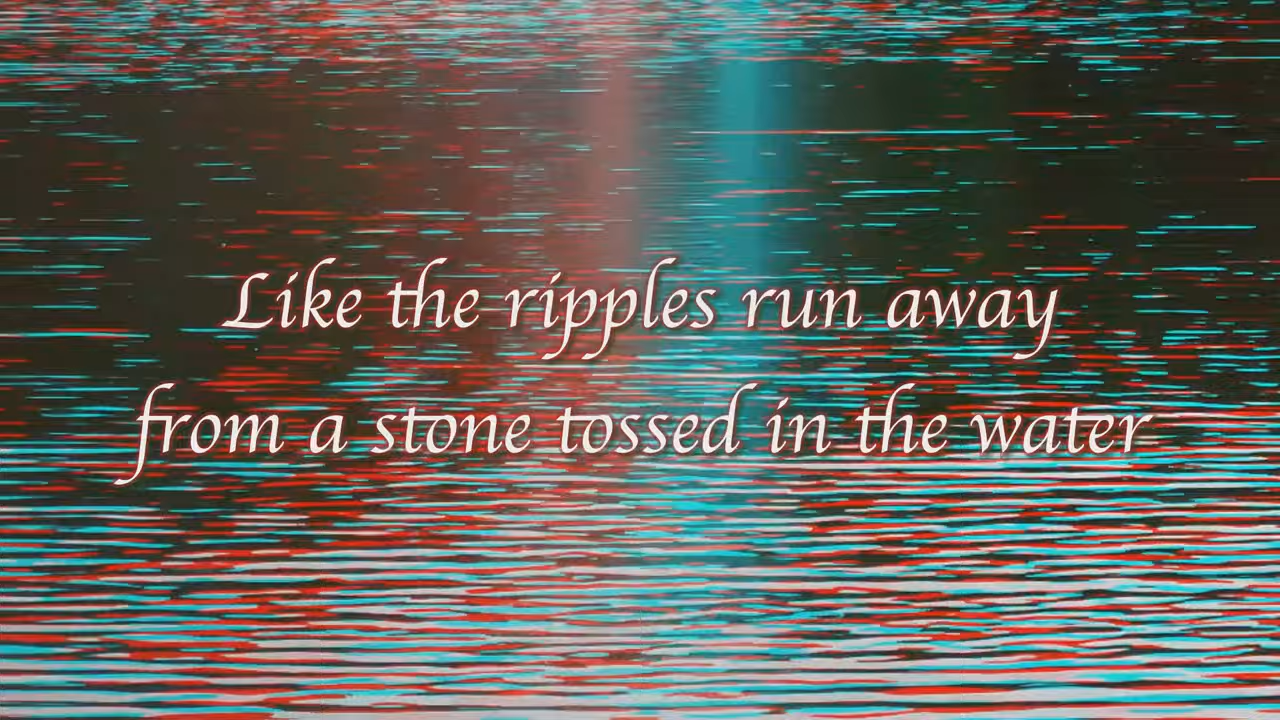 Like the ripples run away
from a stone tossed in the water